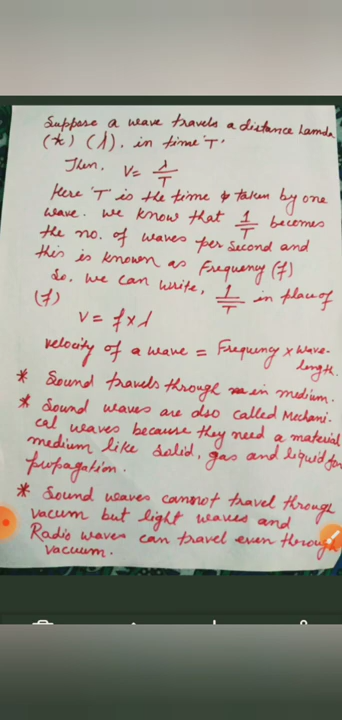 Suppose a wave travels a distance Lamda
(λ), in time 'T'.
Then, V = λ/T
Here 'T' is the time taken by one
wave. We know that 1/T becomes
the no. of waves per second and
this is known as Frequency (f)
So, we can write, 1/T in place of
(f)
V = f x λ
velocity of a wave = Frequency x wave-
length.
* Sound travels through in medium.
* Sound waves are also called Mechani-
cal waves because they need a material
medium like solid, gas and liquid for
propagation.
* Sound waves cannot travel through
vacum but light waves and
Radio waves can travel even through
vacuum.